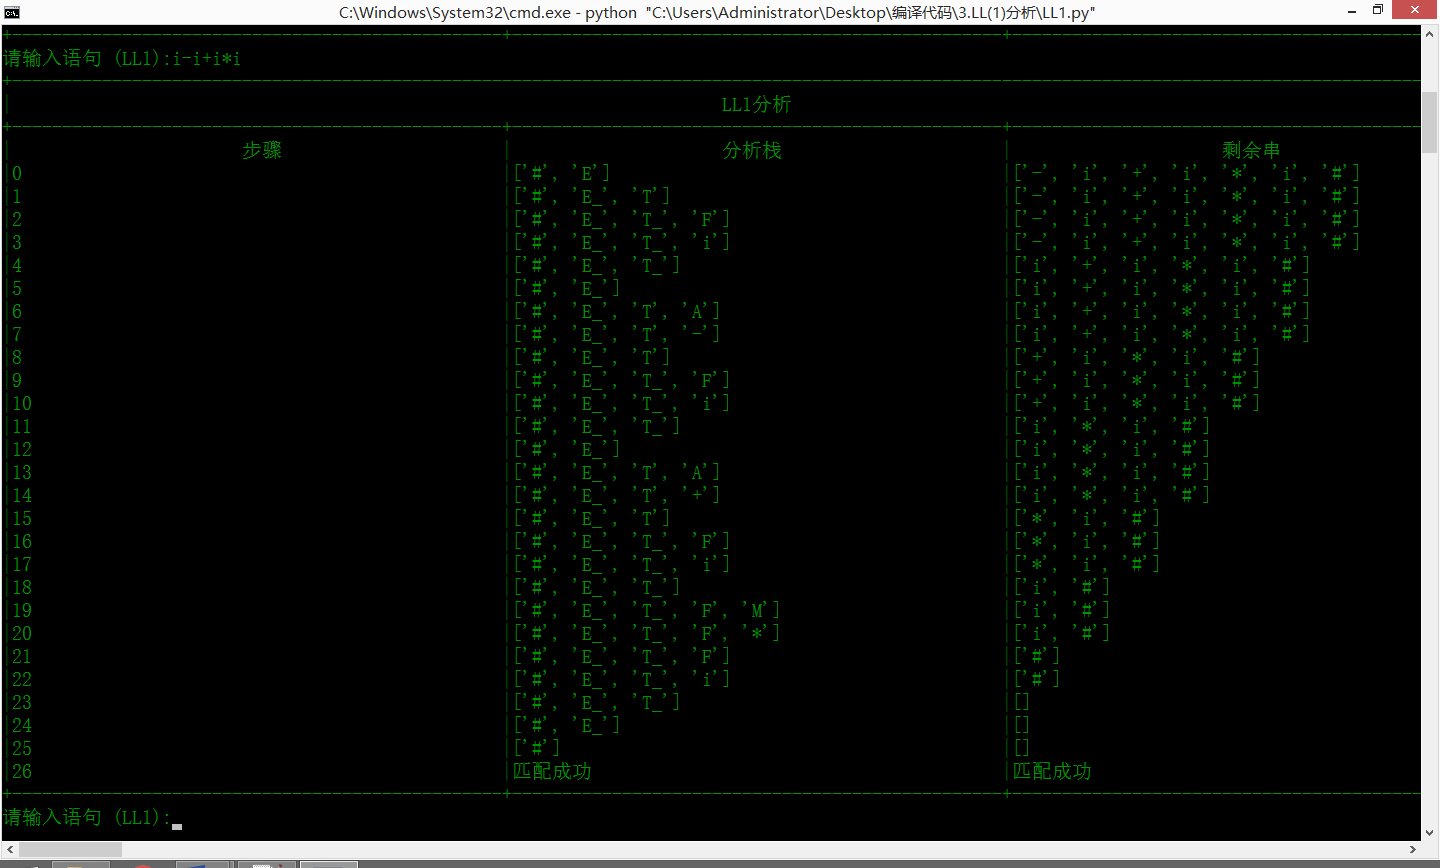 C:\Windows\System32\cmd.exe - python  "C:\Users\Administrator\Desktop\编译代码\3.LL(1)分析\LL1.py"
请输入语句 (LL1):i-i+i*i
LL1分析
步骤 分析栈 剩余串
0 ['#', 'E'] ['-', 'i', '+', 'i', '*', 'i', '#']
1 ['#', 'E_', 'T'] ['-', 'i', '+', 'i', '*', 'i', '#']
2 ['#', 'E_', 'T_', 'F'] ['-', 'i', '+', 'i', '*', 'i', '#']
3 ['#', 'E_', 'T_', 'i'] ['-', 'i', '+', 'i', '*', 'i', '#']
4 ['#', 'E_', 'T_'] ['i', '+', 'i', '*', 'i', '#']
5 ['#', 'E_'] ['i', '+', 'i', '*', 'i', '#']
6 ['#', 'E_', 'T', 'A'] ['i', '+', 'i', '*', 'i', '#']
7 ['#', 'E_', 'T', '-'] ['i', '+', 'i', '*', 'i', '#']
8 ['#', 'E_', 'T'] ['+', 'i', '*', 'i', '#']
9 ['#', 'E_', 'T_', 'F'] ['+', 'i', '*', 'i', '#']
10 ['#', 'E_', 'T_', 'i'] ['+', 'i', '*', 'i', '#']
11 ['#', 'E_', 'T_'] ['i', '*', 'i', '#']
12 ['#', 'E_'] ['i', '*', 'i', '#']
13 ['#', 'E_', 'T', 'A'] ['i', '*', 'i', '#']
14 ['#', 'E_', 'T', '+'] ['i', '*', 'i', '#']
15 ['#', 'E_', 'T'] ['*', 'i', '#']
16 ['#', 'E_', 'T_', 'F'] ['*', 'i', '#']
17 ['#', 'E_', 'T_', 'i'] ['*', 'i', '#']
18 ['#', 'E_', 'T_'] ['i', '#']
19 ['#', 'E_', 'T_', 'F', 'M'] ['i', '#']
20 ['#', 'E_', 'T_', 'F', '*'] ['i', '#']
21 ['#', 'E_', 'T_', 'F'] ['#']
22 ['#', 'E_', 'T_', 'i'] ['#']
23 ['#', 'E_', 'T_'] []
24 ['#', 'E_'] []
25 ['#'] []
26 匹配成功 匹配成功
请输入语句 (LL1):